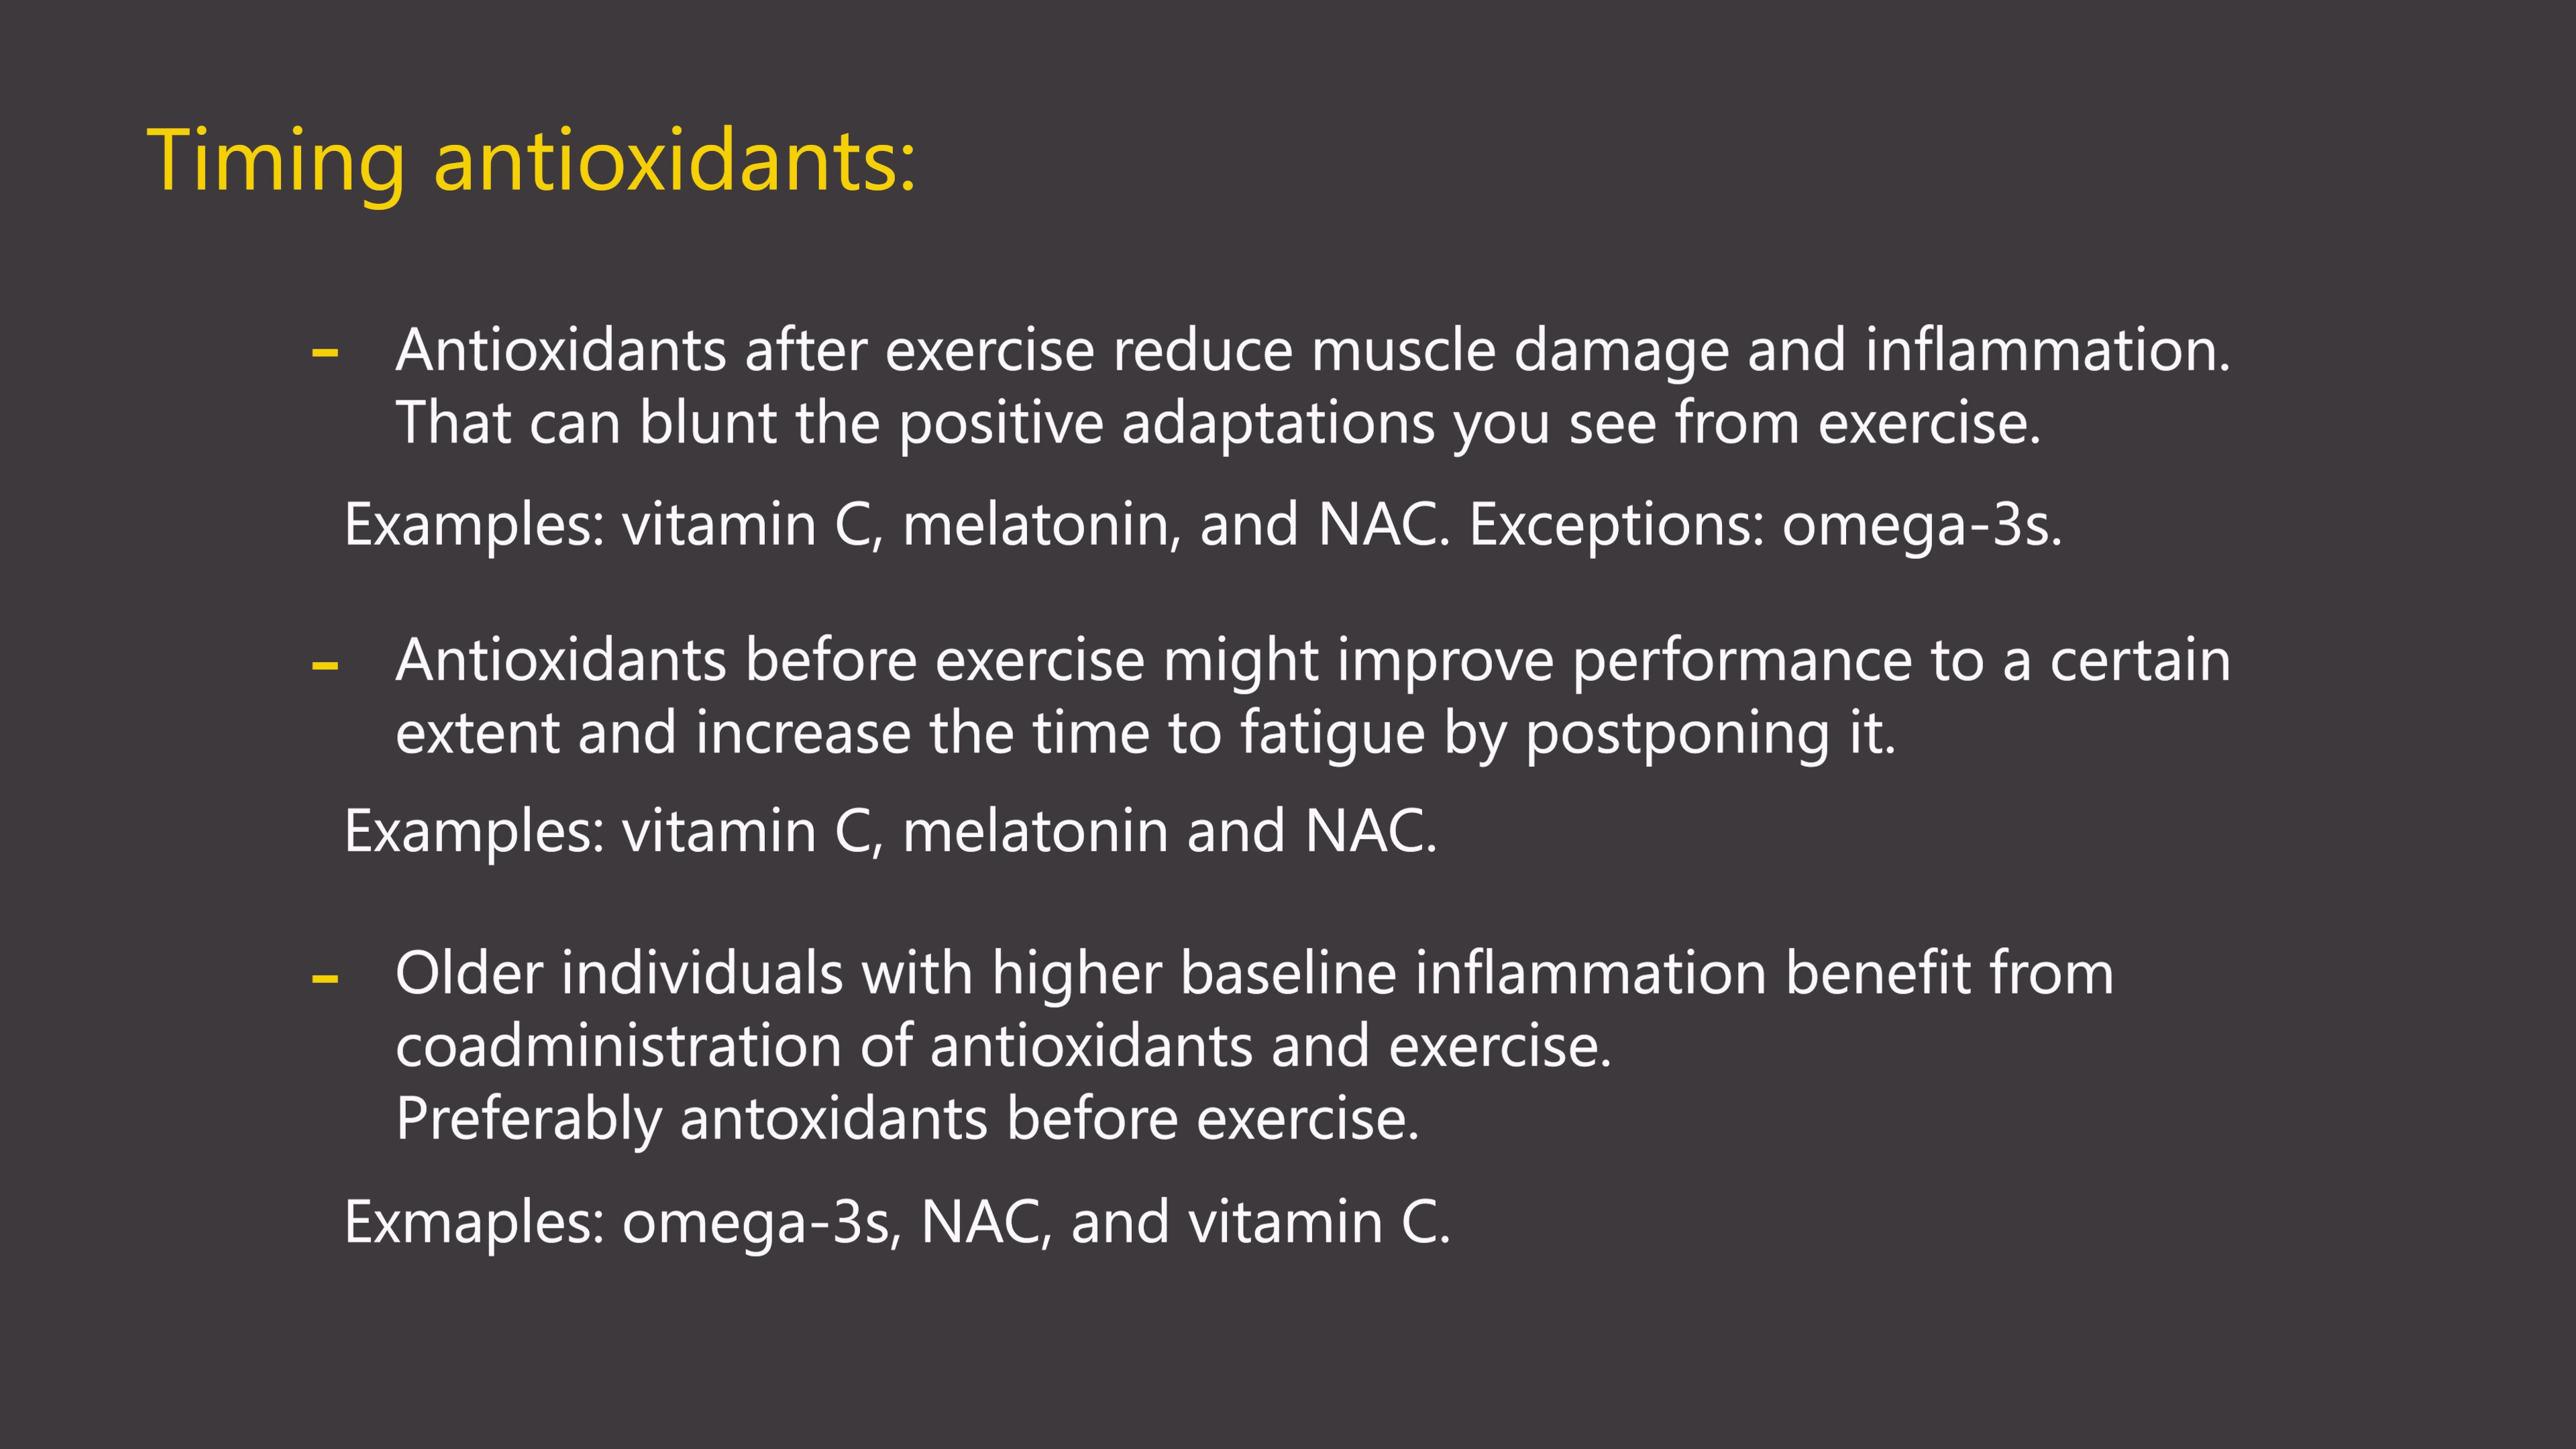 Timing antioxidants:
- Antioxidants after exercise reduce muscle damage and inflammation.
That can blunt the positive adaptations you see from exercise.
Examples: vitamin C, melatonin, and NAC. Exceptions: omega-3s.
- Antioxidants before exercise might improve performance to a certain
extent and increase the time to fatigue by postponing it.
Examples: vitamin C, melatonin and NAC.
- Older individuals with higher baseline inflammation benefit from
coadministration of antioxidants and exercise.
Preferably antoxidants before exercise.
Exmaples: omega-3s, NAC, and vitamin C.